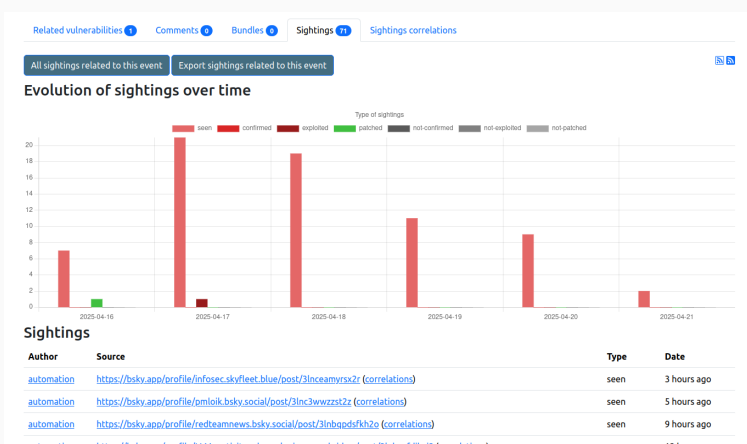 Related vulnerabilities 1 Comments 0 Bundles 0 Sightings 71 Sightings correlations
All sightings related to this event Export sightings related to this event
Evolution of sightings over time
Type of sightings
seen confirmed exploited patched not-confirmed not-exploited not-patched
20
18
16
14
12
10
8
6
4
2
0
2025-04-16 2025-04-17 2025-04-18 2025-04-19 2025-04-20 2025-04-21
Sightings
Author Source Type Date
automation https://bsky.app/profile/infosec.skyfleet.blue/post/3lnceamyrsx2r (correlations) seen 3 hours ago
automation https://bsky.app/profile/pmloik.bsky.social/post/3lnc3wwzzst2z (correlations) seen 5 hours ago
automation https://bsky.app/profile/redteamnews.bsky.social/post/3lnbqpdsfkh2o (correlations) seen 9 hours ago